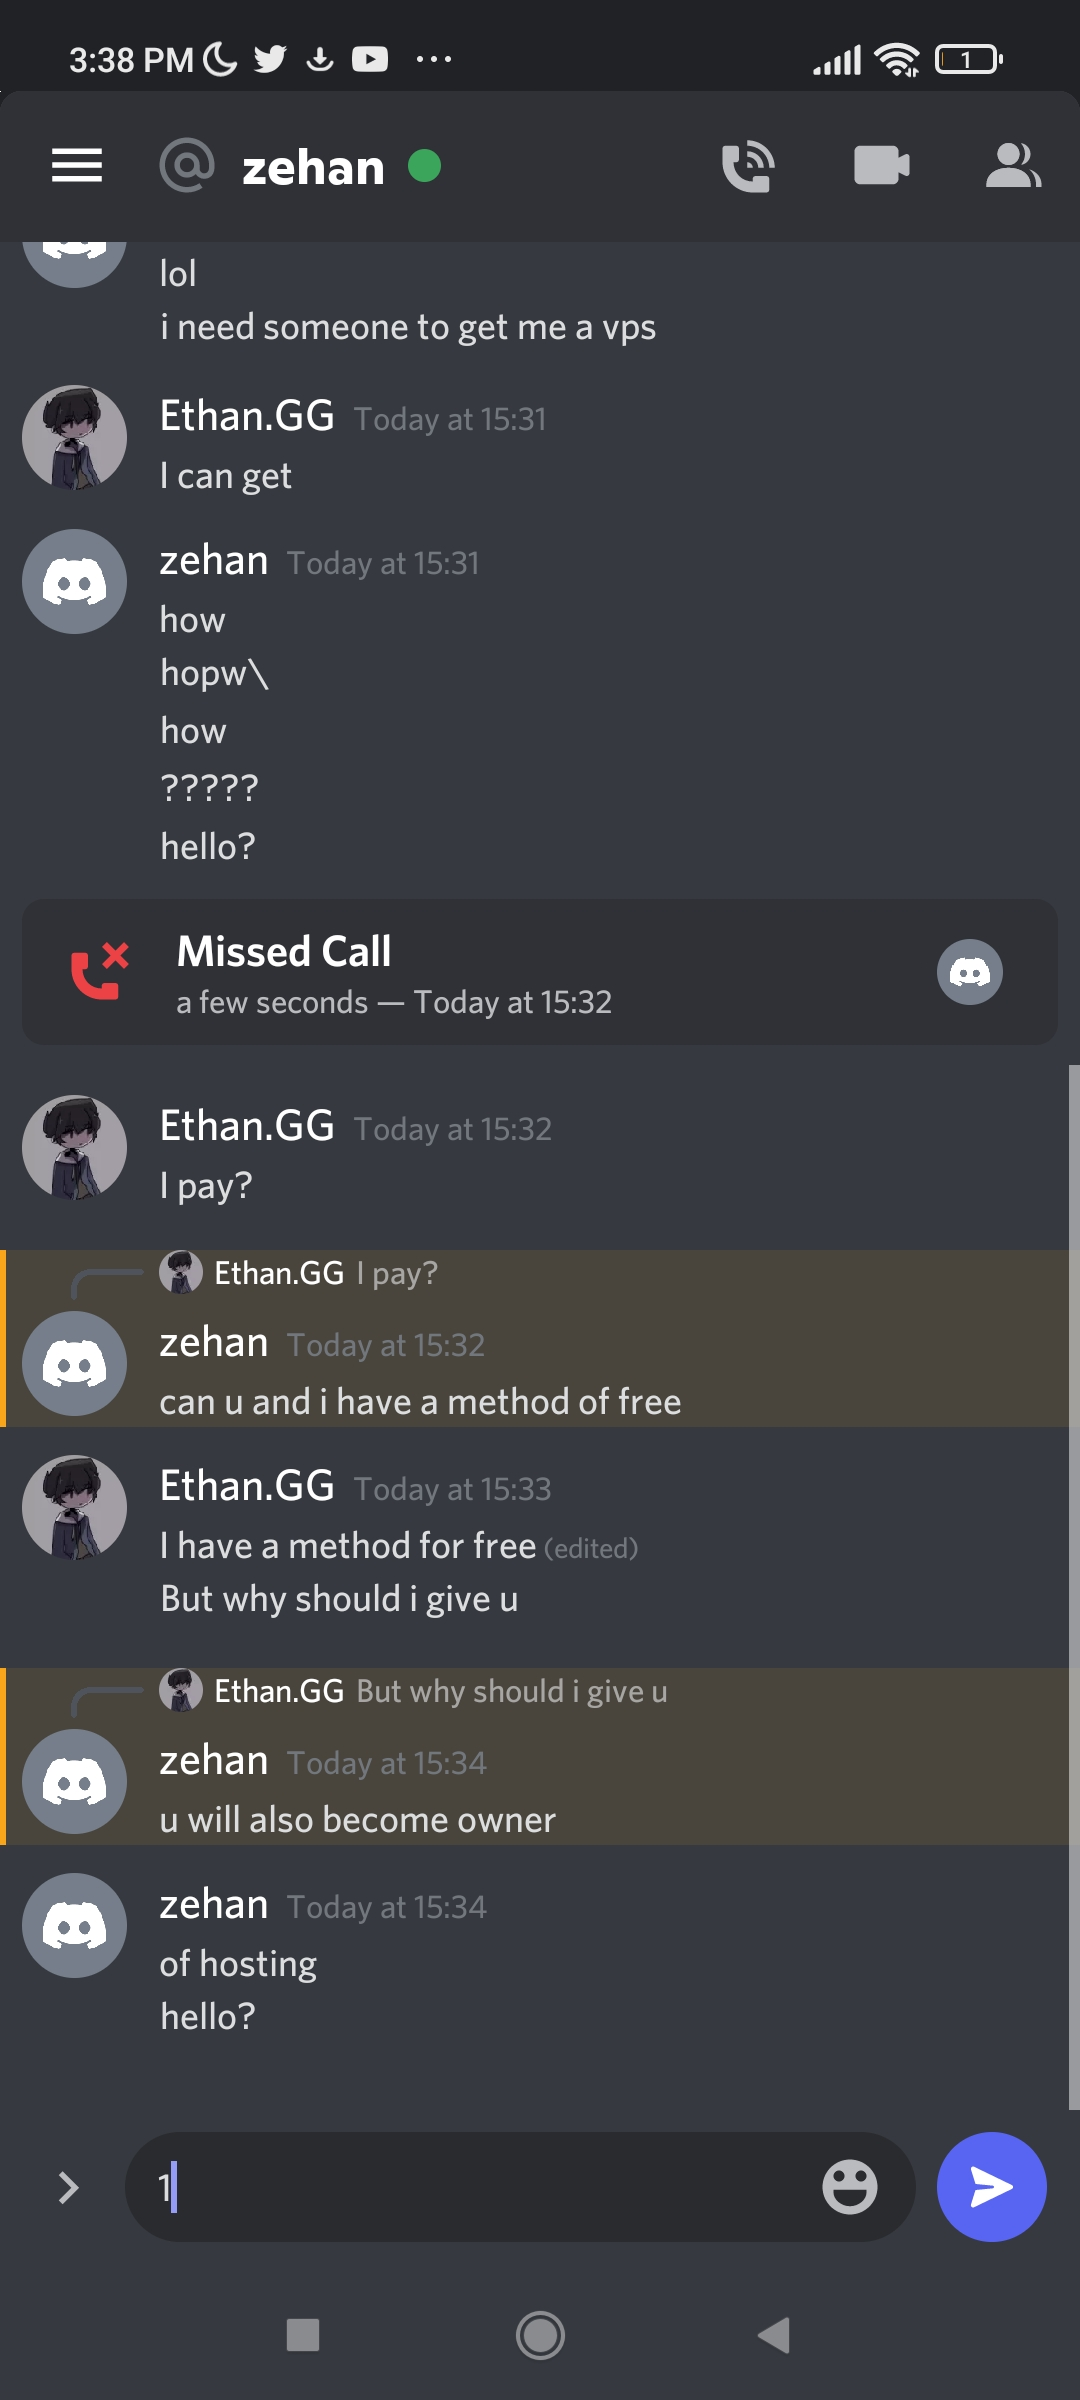 3:38 PM 1
zehan
lol
i need someone to get me a vps
Ethan.GG Today at 15:31
I can get
zehan Today at 15:31
how
hopw\
how
?????
hello?
Missed Call
a few seconds — Today at 15:32
Ethan.GG Today at 15:32
I pay?
Ethan.GG I pay?
zehan Today at 15:32
can u and i have a method of free
Ethan.GG Today at 15:33
I have a method for free (edited)
But why should i give u
Ethan.GG But why should i give u
zehan Today at 15:34
u will also become owner
zehan Today at 15:34
of hosting
hello?
1